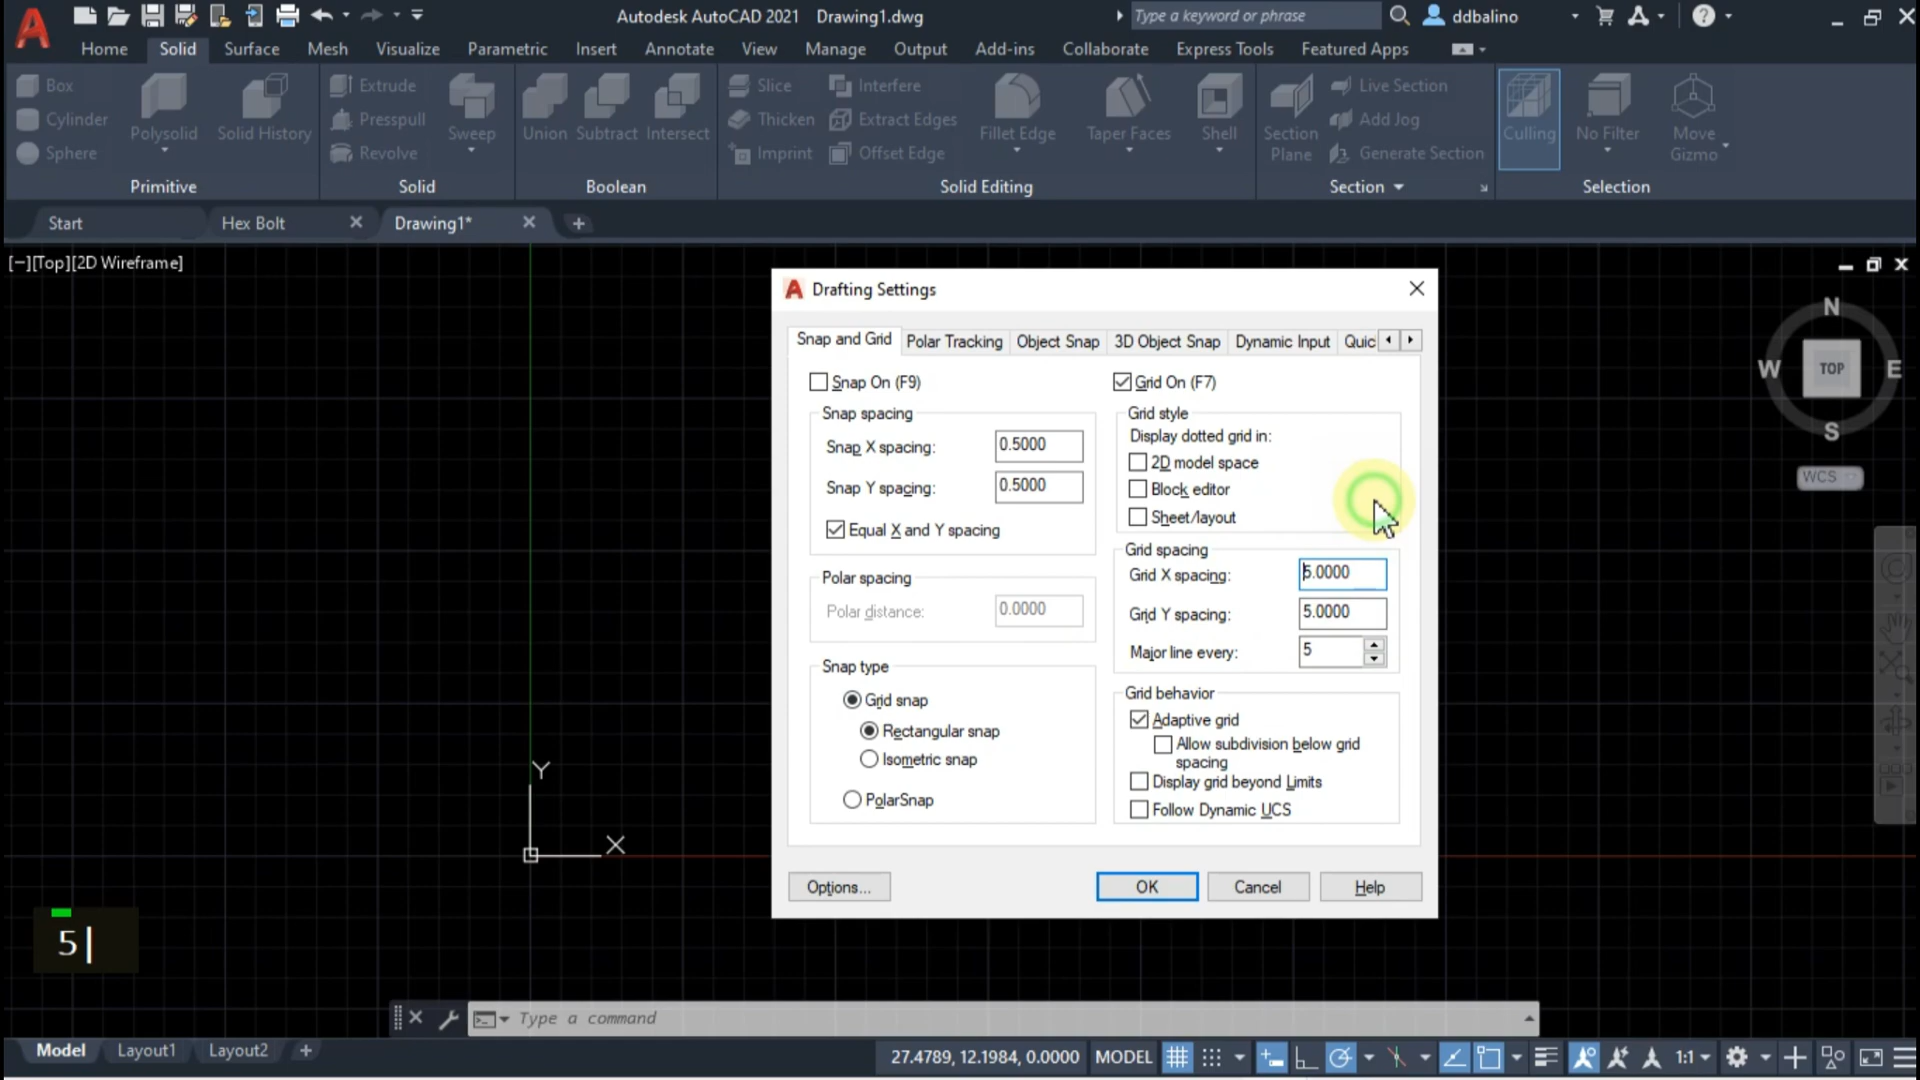 Autodesk AutoCAD 2021 Drawing1.dwg
Type a keyword or phrase
ddbalino
Home Solid Surface Mesh Visualize Parametric Insert Annotate View Manage Output Add-ins Collaborate Express Tools Featured Apps
Box
Cylinder
Sphere
Polysolid
Solid History
Primitive
Extrude
Presspull
Revolve
Sweep
Solid
Union Subtract Intersect
Boolean
Slice
Thicken
Imprint
Interfere
Extract Edges
Offset Edge
Fillet Edge
Taper Faces
Shell
Solid Editing
Section
Plane
Live Section
Add Jog
Generate Section
Section
Culling
No Filter
Move
Gizmo
Selection
Start Hex Bolt Drawing1*
[−][Top][2D Wireframe]
N
W TOP E
S
WCS
Drafting Settings
Snap and Grid Polar Tracking Object Snap 3D Object Snap Dynamic Input Quic
Snap On (F9)
Snap spacing
Snap X spacing: 0.5000
Snap Y spacing: 0.5000
Equal X and Y spacing
Polar spacing
Polar distance: 0.0000
Snap type
Grid snap
Rectangular snap
Isometric snap
PolarSnap
Grid On (F7)
Grid style
Display dotted grid in:
2D model space
Block editor
Sheet/layout
Grid spacing
Grid X spacing: 5.0000
Grid Y spacing: 5.0000
Major line every: 5
Grid behavior
Adaptive grid
Allow subdivision below grid
spacing
Display grid beyond Limits
Follow Dynamic UCS
Options... OK Cancel Help
Y
X
5
Type a command
Model Layout1 Layout2
27.4789, 12.1984, 0.0000 MODEL 1:1